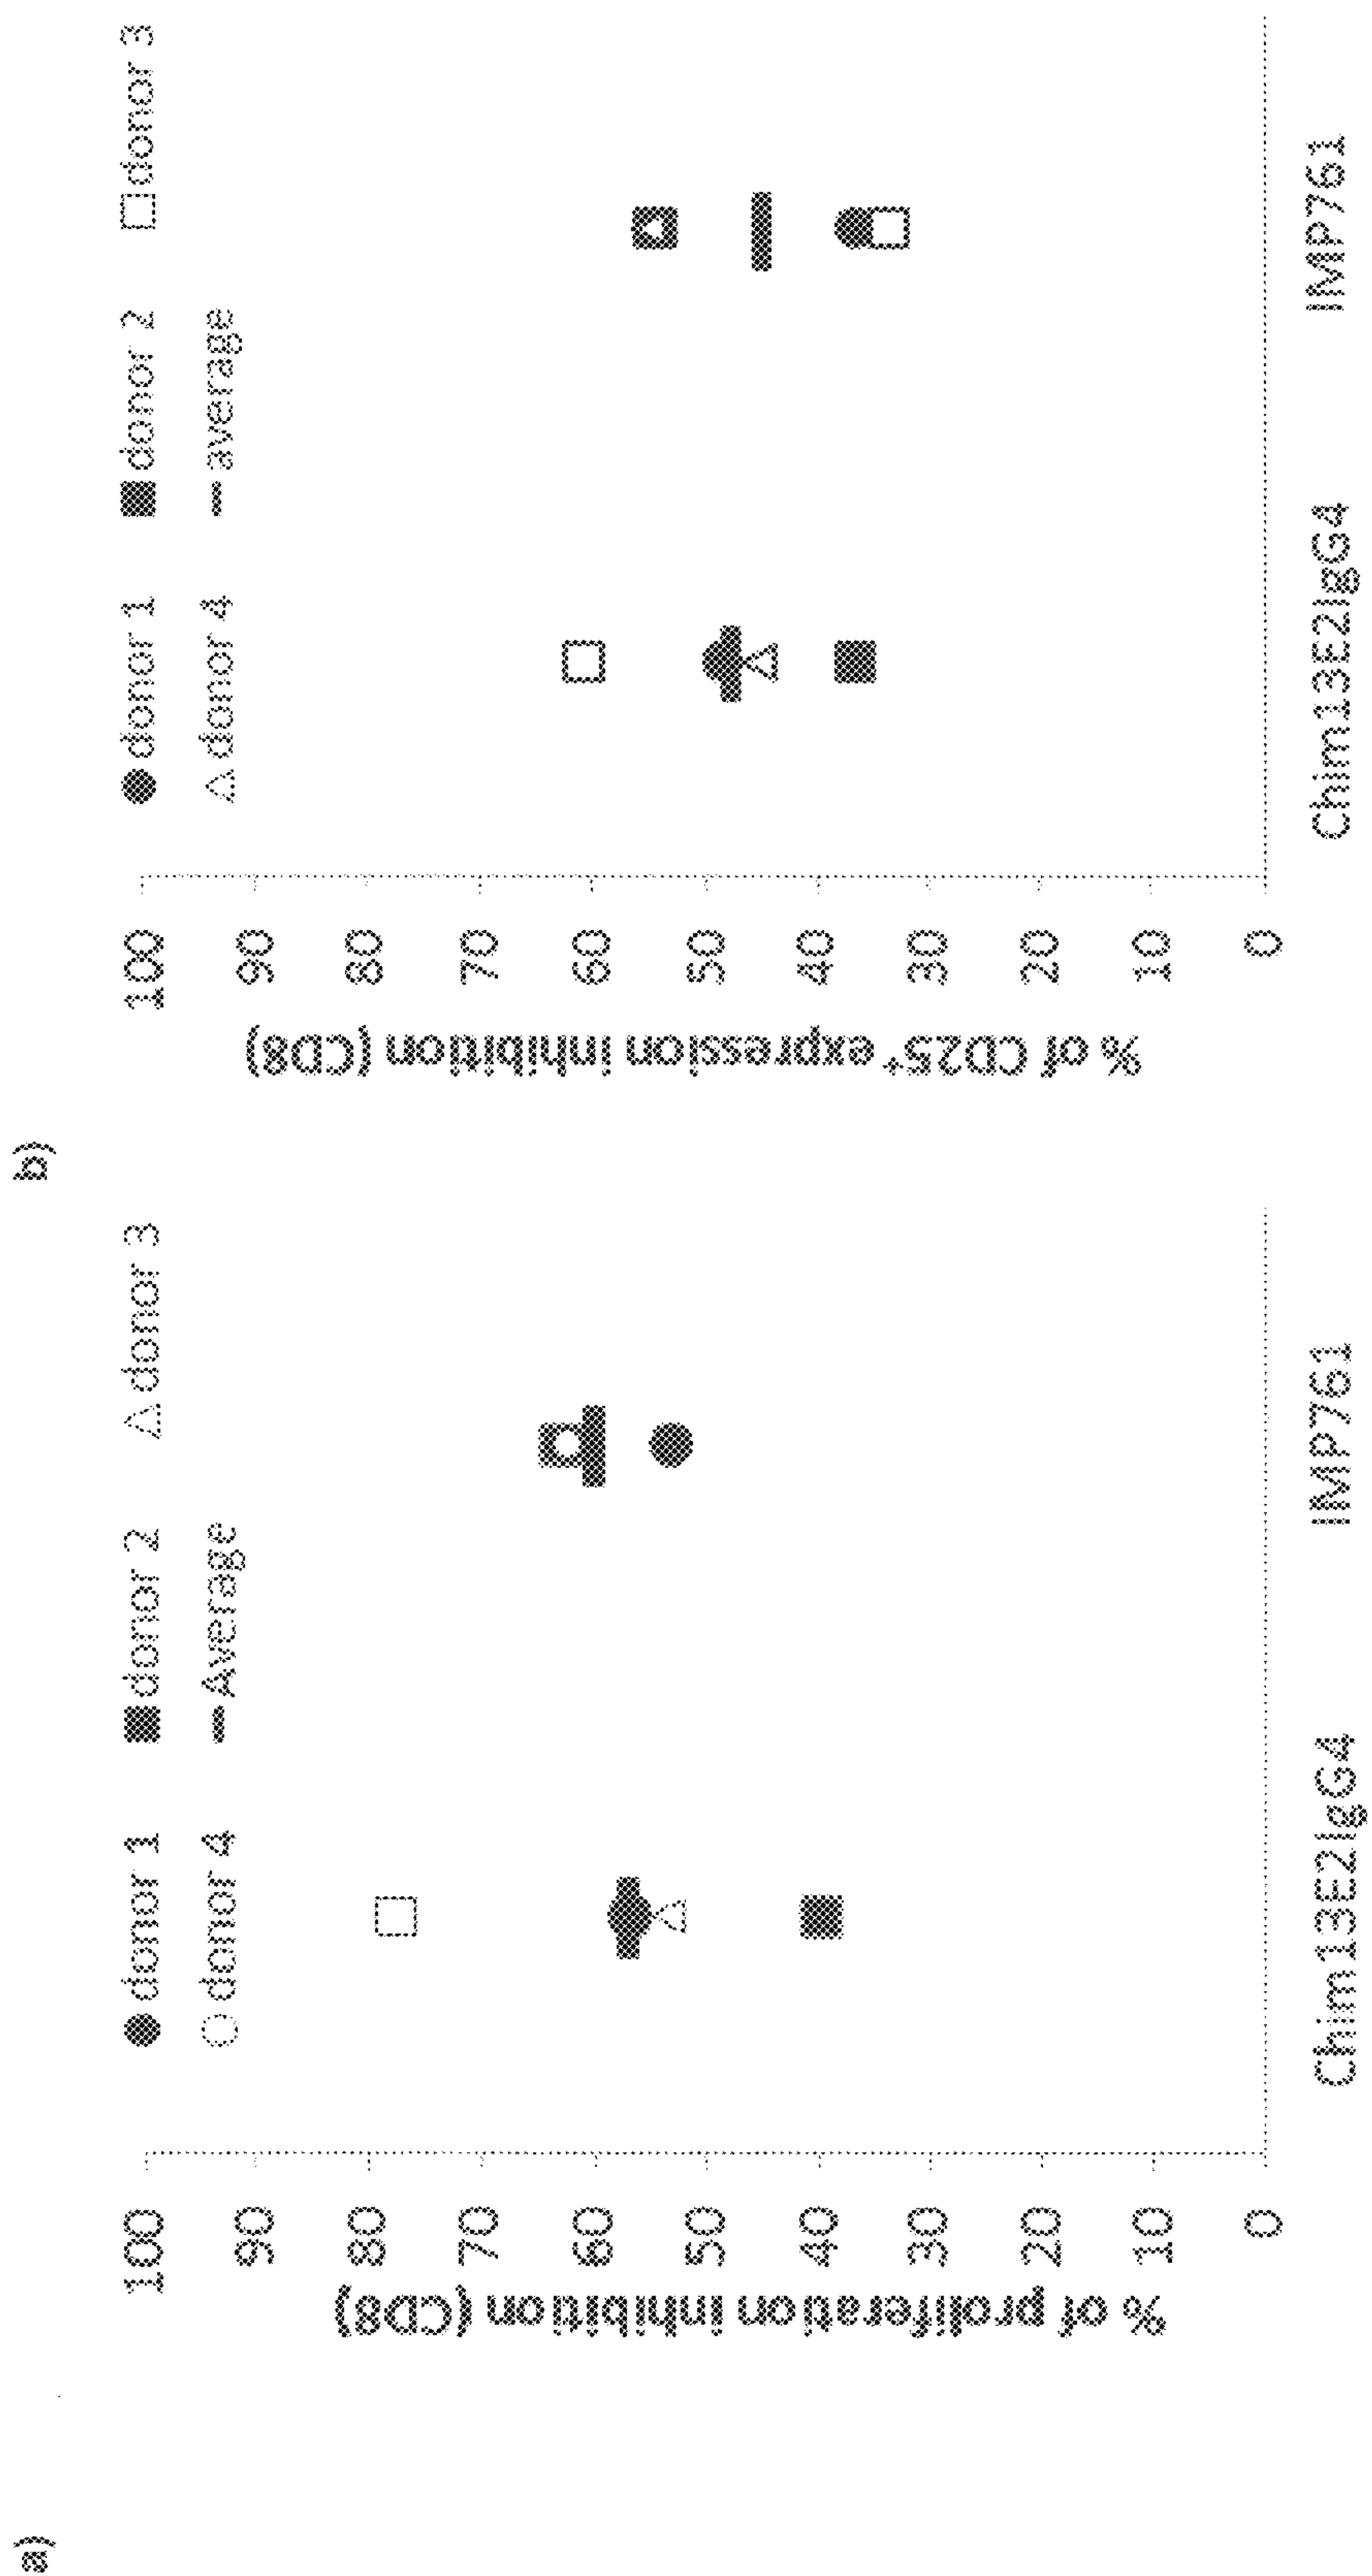 a)
donor 1 donor 2 donor 3
donor 4 Average
% of proliferation inhibition (CD8)
100
90
80
70
60
50
40
30
20
10
0
Chim13E2IgG4 IMP761
b)
donor 1 donor 2 donor 3
donor 4 average
% of CD25⁺ expression inhibition (CD8)
100
90
80
70
60
50
40
30
20
10
0
Chim13E2IgG4 IMP761